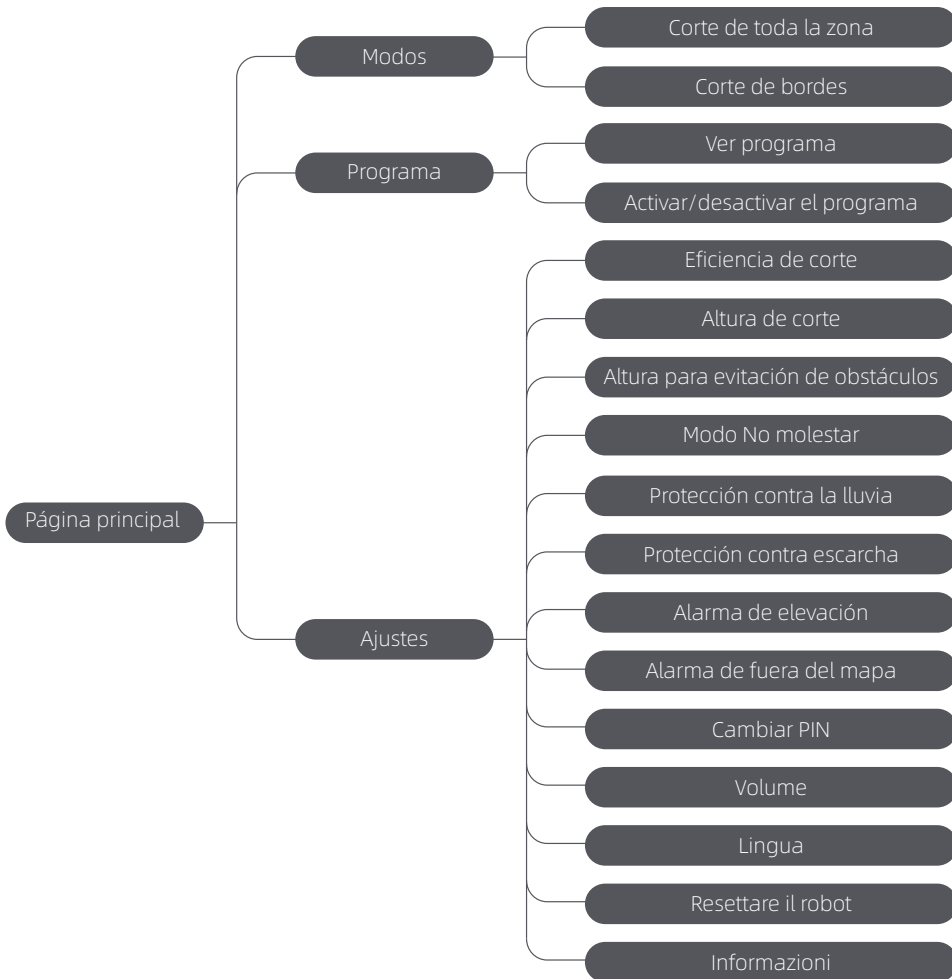 Página principal
Modos
Corte de toda la zona
Corte de bordes
Programa
Ver programa
Activar/desactivar el programa
Ajustes
Eficiencia de corte
Altura de corte
Altura para evitación de obstáculos
Modo No molestar
Protección contra la lluvia
Protección contra escarcha
Alarma de elevación
Alarma de fuera del mapa
Cambiar PIN
Volume
Lingua
Resettare il robot
Informazioni